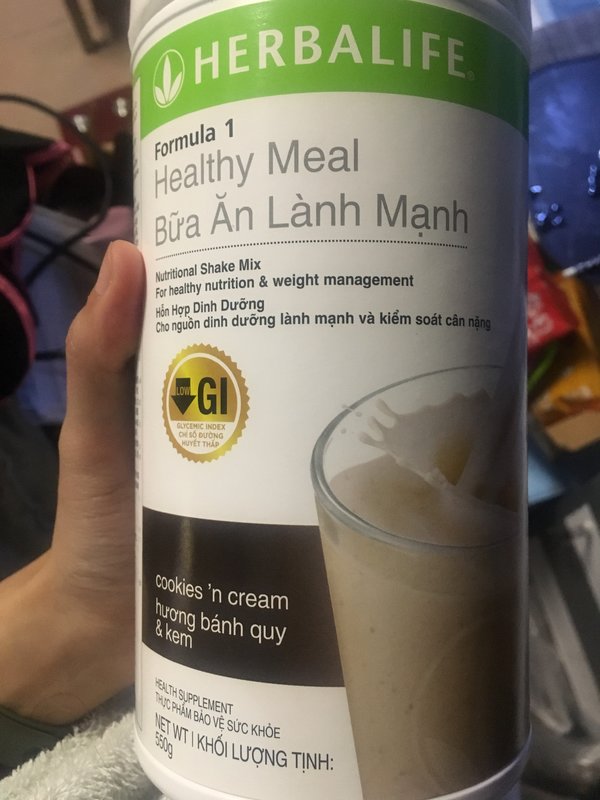 HERBALIFE®
Formula 1
Healthy Meal
Bữa Ăn Lành Mạnh
Nutritional Shake Mix
For healthy nutrition & weight management
Hỗn Hợp Dinh Dưỡng
Cho nguồn dinh dưỡng lành mạnh và kiểm soát cân nặng
LOW GI
GLYCEMIC INDEX
CHỈ SỐ ĐƯỜNG
HUYẾT THẤP
cookies 'n cream
hương bánh quy
& kem
HEALTH SUPPLEMENT
THỰC PHẨM BẢO VỆ SỨC KHỎE
NET WT | KHỐI LƯỢNG TỊNH:
550g